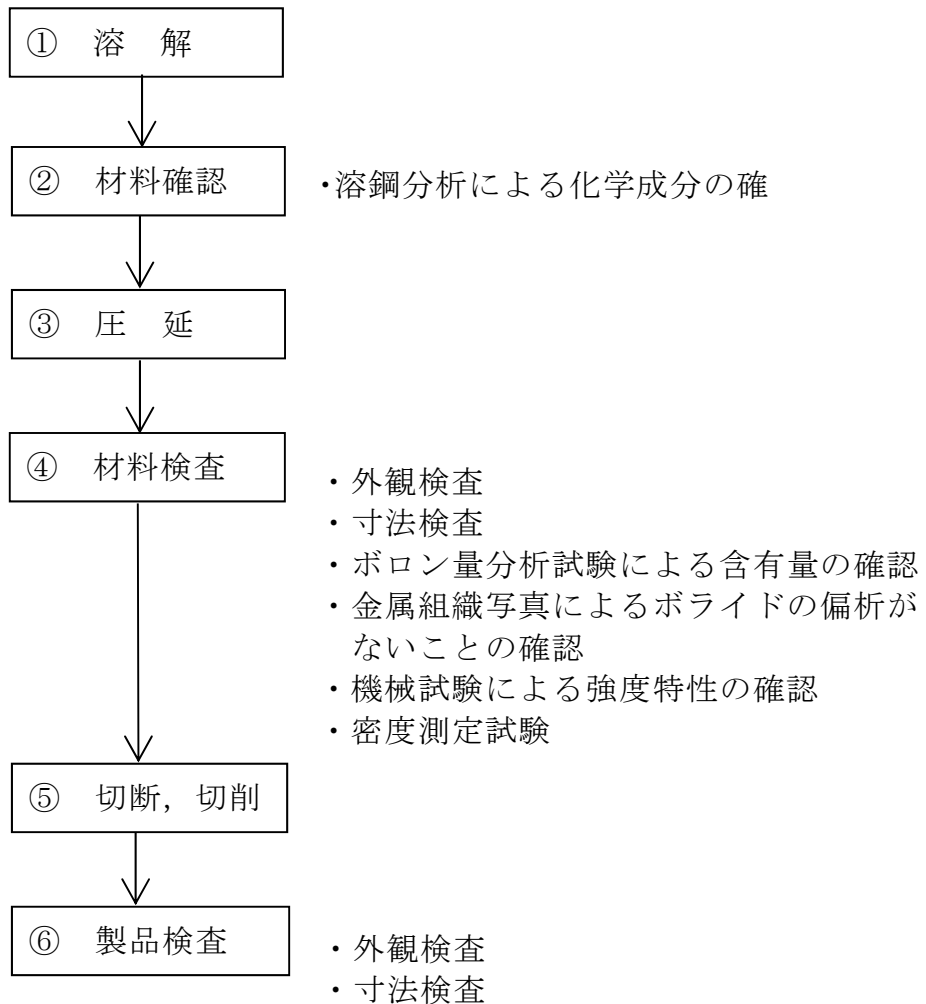 ① 溶 解
② 材料確認
・溶鋼分析による化学成分の確
③ 圧 延
④ 材料検査
・外観検査
・寸法検査
・ボロン量分析試験による含有量の確認
・金属組織写真によるボライドの偏析が
ないことの確認
・機械試験による強度特性の確認
・密度測定試験
⑤ 切断，切削
⑥ 製品検査
・外観検査
・寸法検査